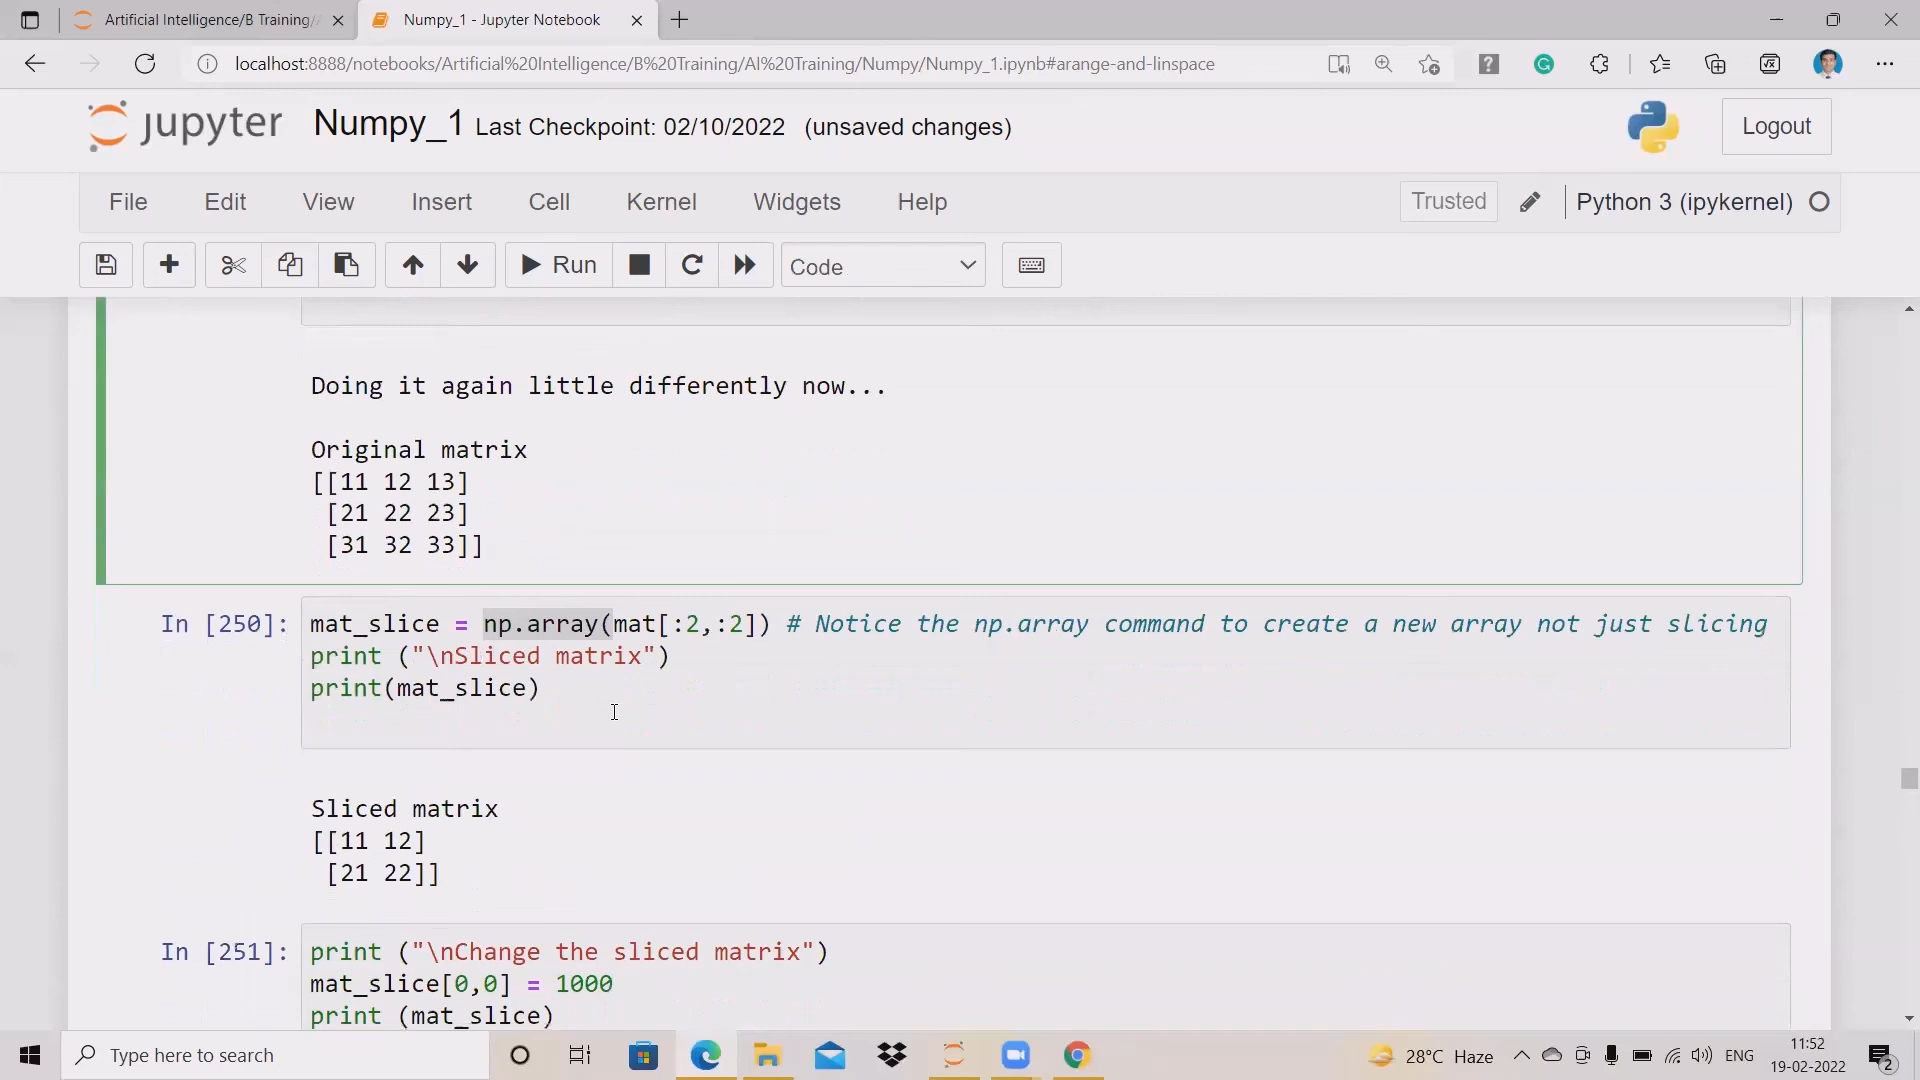 Artificial Intelligence/B Training/
Numpy_1 - Jupyter Notebook
localhost:8888/notebooks/Artificial%20Intelligence/B%20Training/AI%20Training/Numpy/Numpy_1.ipynb#arange-and-linspace
jupyter Numpy_1 Last Checkpoint: 02/10/2022 (unsaved changes)
Logout
File Edit View Insert Cell Kernel Widgets Help
Trusted
Python 3 (ipykernel)
Run
Code
Doing it again little differently now...
Original matrix
[[11 12 13]
[21 22 23]
[31 32 33]]
In [250]: mat_slice = np.array(mat[:2,:2]) # Notice the np.array command to create a new array not just slicing
print ("\nSliced matrix")
print(mat_slice)
Sliced matrix
[[11 12]
[21 22]]
In [251]: print ("\nChange the sliced matrix")
mat_slice[0,0] = 1000
print (mat_slice)
Type here to search
28°C Haze
ENG
11:52
19-02-2022
2